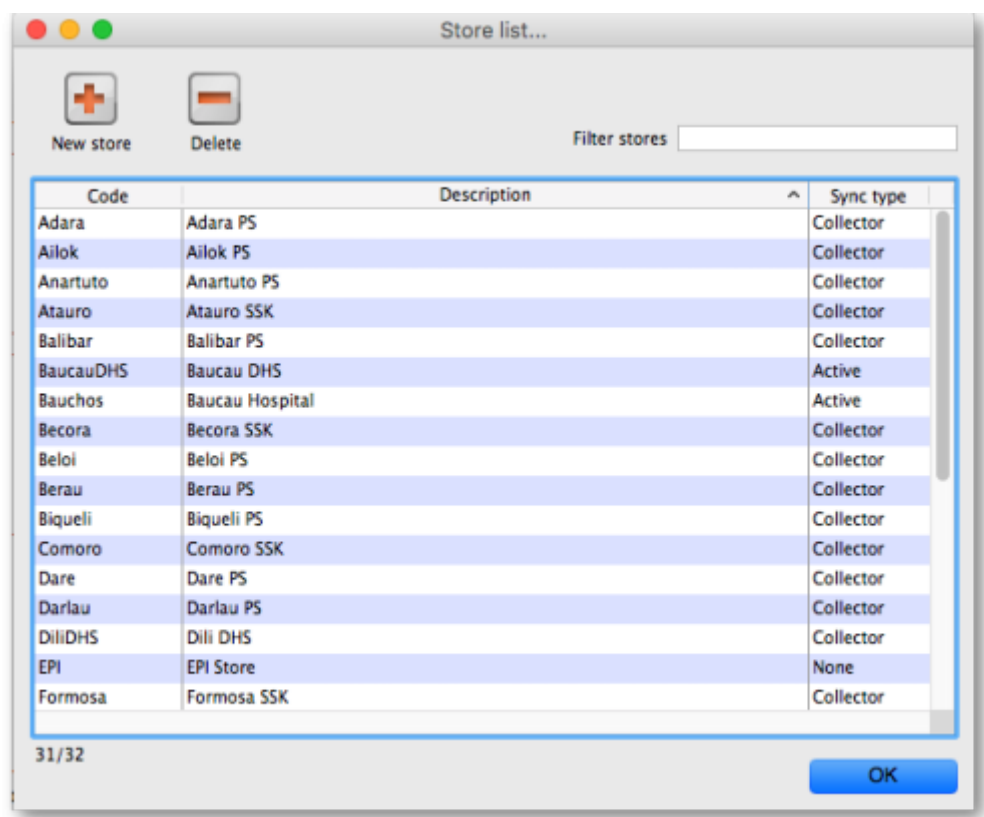 Store list...
New store Delete Filter stores
Code Description Sync type
Adara Adara PS Collector
Ailok Ailok PS Collector
Anartuto Anartuto PS Collector
Atauro Atauro SSK Collector
Balibar Balibar PS Collector
BaucauDHS Baucau DHS Active
Bauchos Baucau Hospital Active
Becora Becora SSK Collector
Beloi Beloi PS Collector
Berau Berau PS Collector
Biqueli Biqueli PS Collector
Comoro Comoro SSK Collector
Dare Dare PS Collector
Darlau Darlau PS Collector
DiliDHS Dili DHS Collector
EPI EPI Store None
Formosa Formosa SSK Collector
31/32
OK